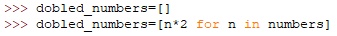 >>> dobled_numbers=[]
>>> dobled_numbers=[n*2 for n in numbers]